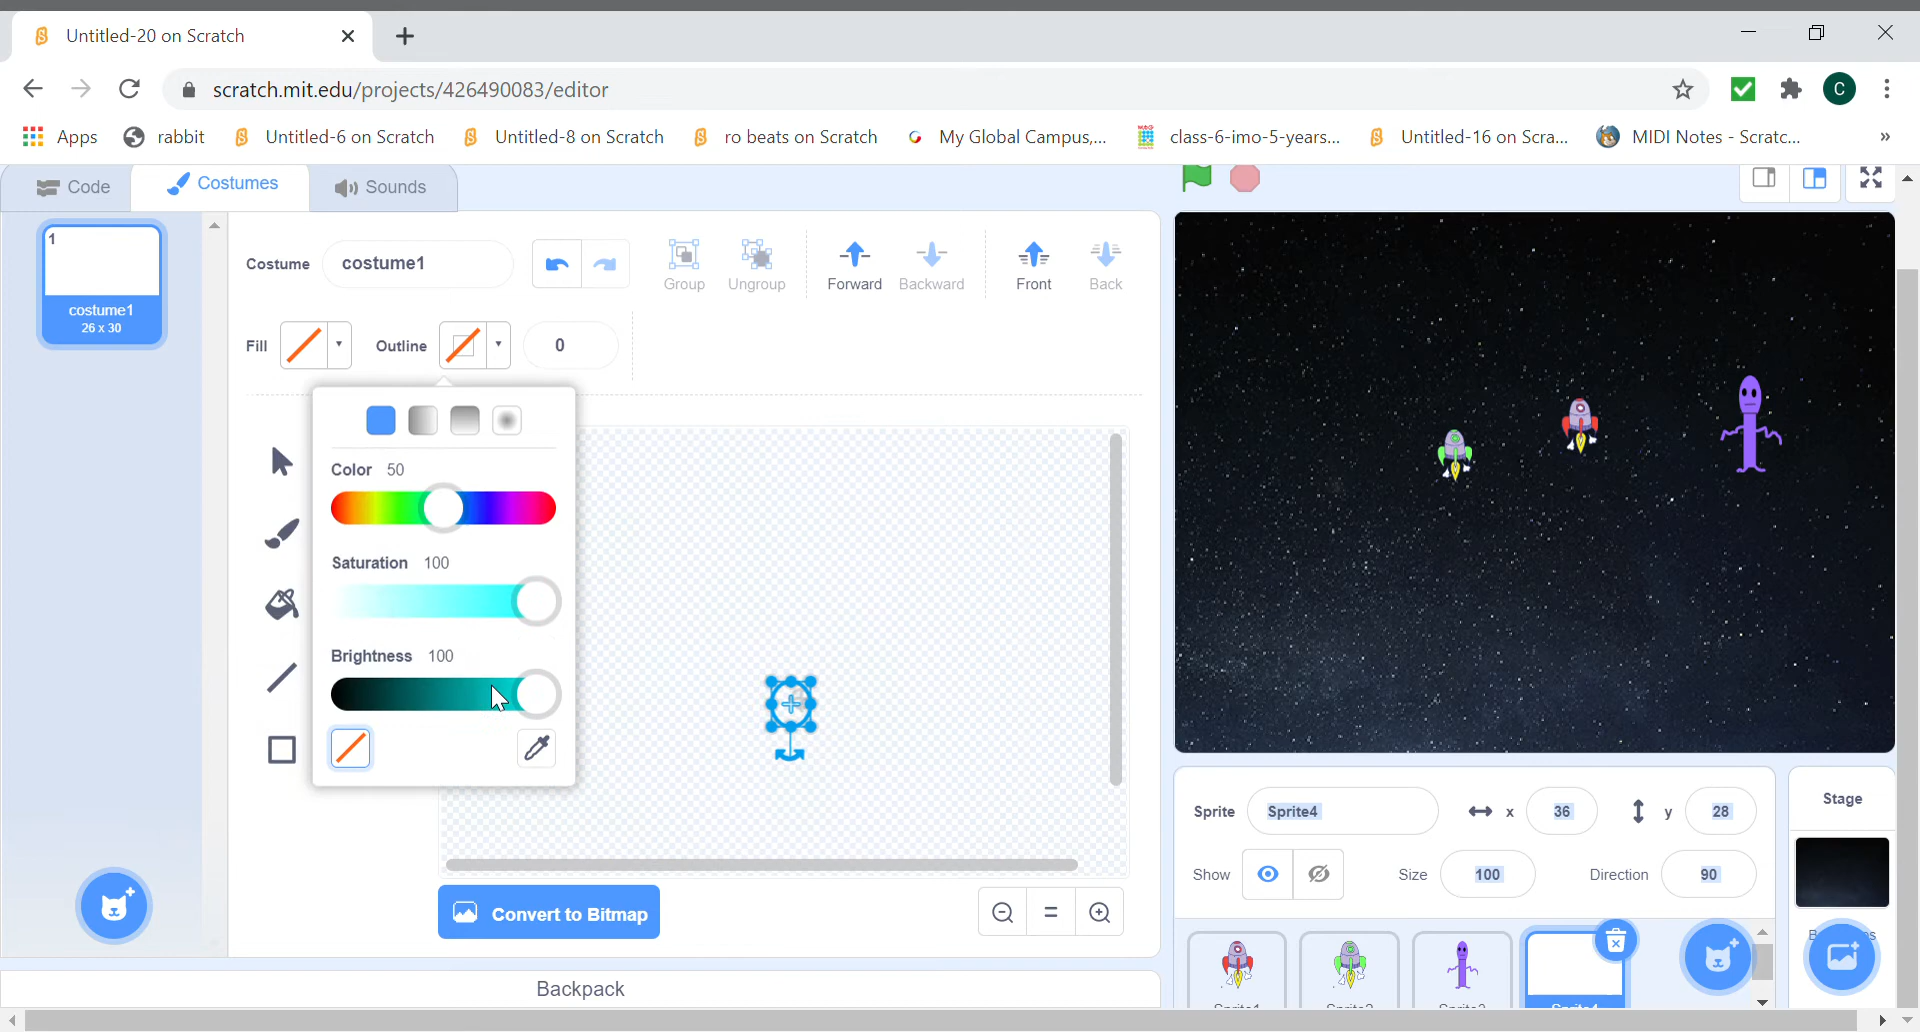 Untitled-20 on Scratch
scratch.mit.edu/projects/426490083/editor
C
Apps rabbit Untitled-6 on Scratch Untitled-8 on Scratch ro beats on Scratch My Global Campus,... class-6-imo-5-years... Untitled-16 on Scra... MIDI Notes - Scratc... »
Code Costumes Sounds
1
costume1
26 x 30
Costume costume1
Group Ungroup Forward Backward Front Back
Fill Outline 0
Color 50
Saturation 100
Brightness 100
Convert to Bitmap
Backpack
Sprite Sprite4 x 36 y 28
Show Size 100 Direction 90
Stage